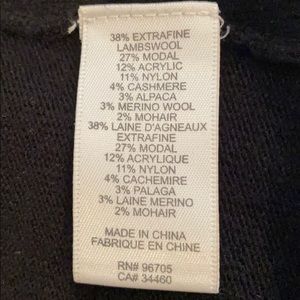 38% EXTRAFINE
LAMBSWOOL
27% MODAL
12% ACRYLIC
11% NYLON
4% CASHMERE
3% ALPACA
3% MERINO WOOL
2% MOHAIR
38% LAINE D'AGNEAUX
EXTRAFINE
27% MODAL
12% ACRYLIQUE
11% NYLON
4% CACHEMIRE
3% PALAGA
3% LAINE MERINO
2% MOHAIR
MADE IN CHINA
FABRIQUE EN CHINE
RN# 96705
CA# 34460